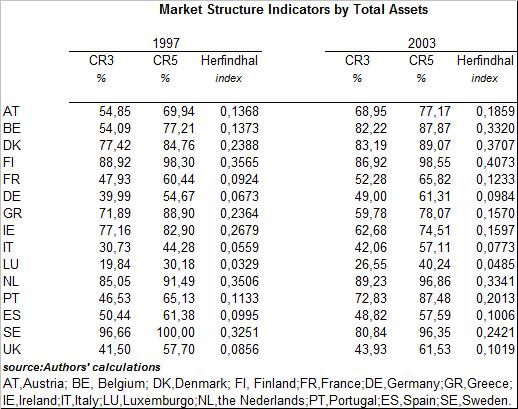 Market Structure Indicators by Total Assets
1997 2003
CR3 CR5 Herfindhal CR3 CR5 Herfindhal
% % index % % index
AT 54,85 69,94 0,1368 68,95 77,17 0,1859
BE 54,09 77,21 0,1373 82,22 87,87 0,3320
DK 77,42 84,76 0,2388 83,19 89,07 0,3707
FI 88,92 98,30 0,3565 86,92 98,55 0,4073
FR 47,93 60,44 0,0924 52,28 65,82 0,1233
DE 39,99 54,67 0,0673 49,00 61,31 0,0984
GR 71,89 88,90 0,2364 59,78 78,07 0,1570
IE 77,16 82,90 0,2679 62,68 74,51 0,1597
IT 30,73 44,28 0,0559 42,06 57,11 0,0773
LU 19,84 30,18 0,0329 26,55 40,24 0,0485
NL 85,05 91,49 0,3506 89,23 96,86 0,3341
PT 46,53 65,13 0,1133 72,83 87,48 0,2013
ES 50,44 61,38 0,0995 48,82 57,59 0,1006
SE 96,66 100,00 0,3251 80,84 96,35 0,2421
UK 41,50 57,70 0,0856 43,93 61,53 0,1019
source:Authors' calculations
AT,Austria; BE, Belgium; DK,Denmark; FI, Finland;FR,France;DE,Germany;GR,Greece;
IE,Ireland;IT,Italy;LU,Luxemburgo;NL,the Nederlands;PT,Portugal;ES,Spain;SE,Sweden.